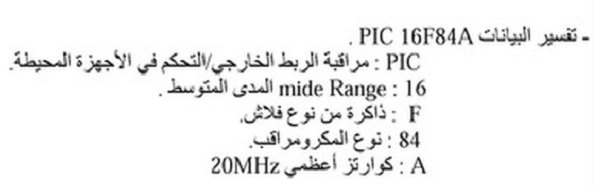 - تفسير البيانات PIC 16F84A .
PIC : مراقبة الربط الخارجي/التحكم في الأجهزة المحيطة.
16 : mide Range المدى المتوسط .
F : ذاكرة من نوع فلاش.
84 : نوع المكرومراقب.
A : كوارتز أعظمي 20MHz